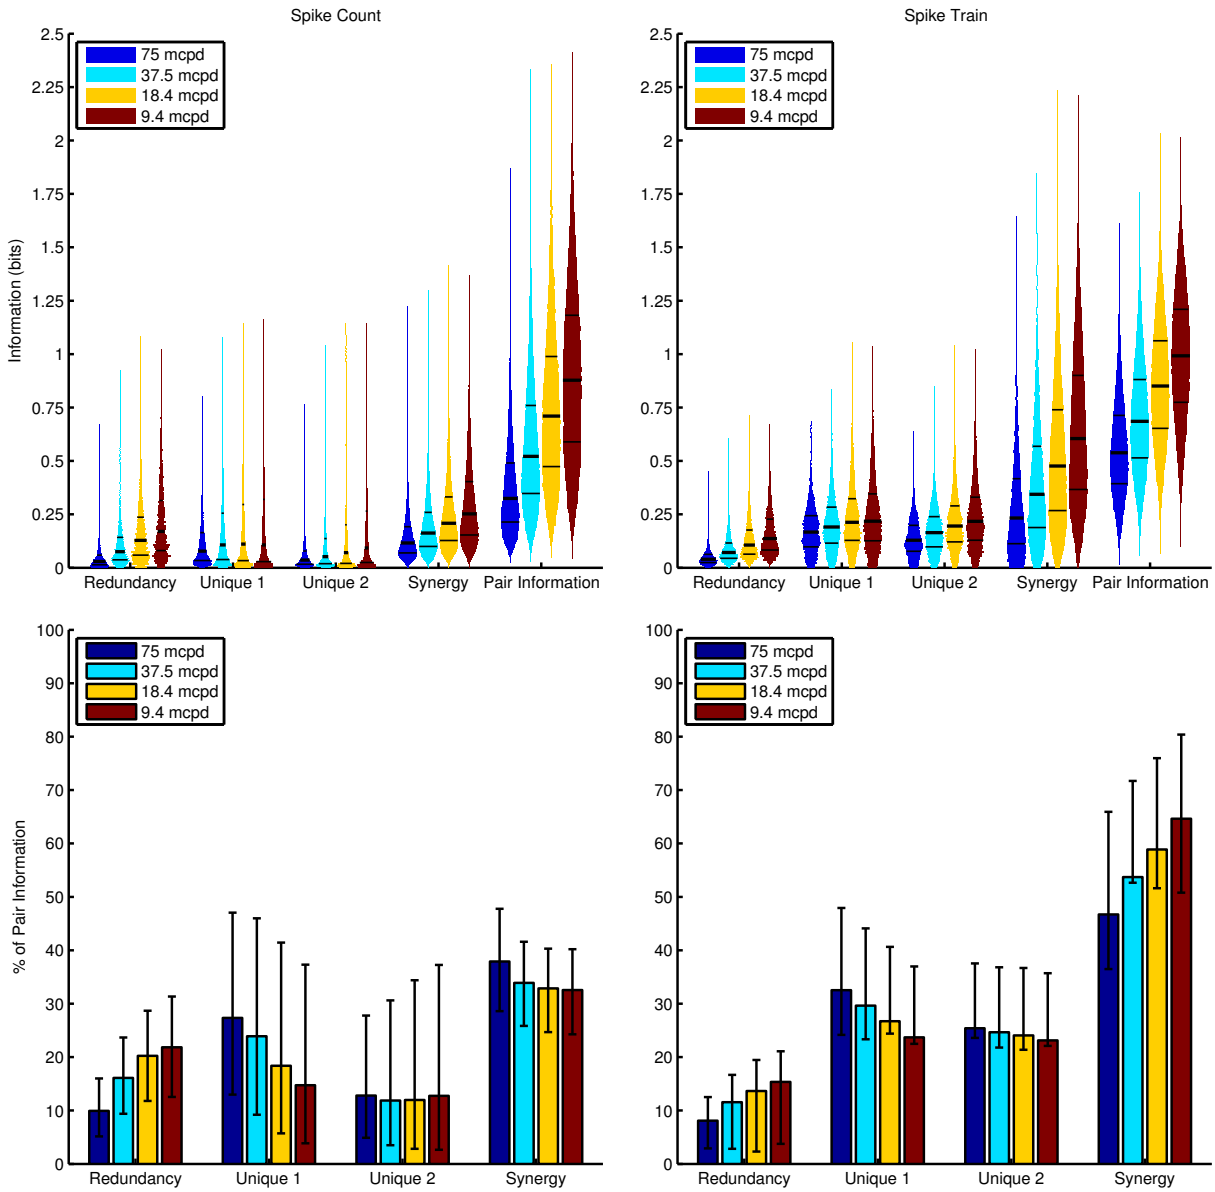 Spike Count
Spike Train
2.5
2.25
2
1.75
1.5
1.25
1
0.75
0.5
0.25
0
Information (bits)
75 mcpd
37.5 mcpd
18.4 mcpd
9.4 mcpd
Redundancy Unique 1 Unique 2 Synergy Pair Information
2.5
2.25
2
1.75
1.5
1.25
1
0.75
0.5
0.25
0
75 mcpd
37.5 mcpd
18.4 mcpd
9.4 mcpd
Redundancy Unique 1 Unique 2 Synergy Pair Information
100
90
80
70
60
50
40
30
20
10
0
% of Pair Information
75 mcpd
37.5 mcpd
18.4 mcpd
9.4 mcpd
Redundancy Unique 1 Unique 2 Synergy
100
90
80
70
60
50
40
30
20
10
0
75 mcpd
37.5 mcpd
18.4 mcpd
9.4 mcpd
Redundancy Unique 1 Unique 2 Synergy